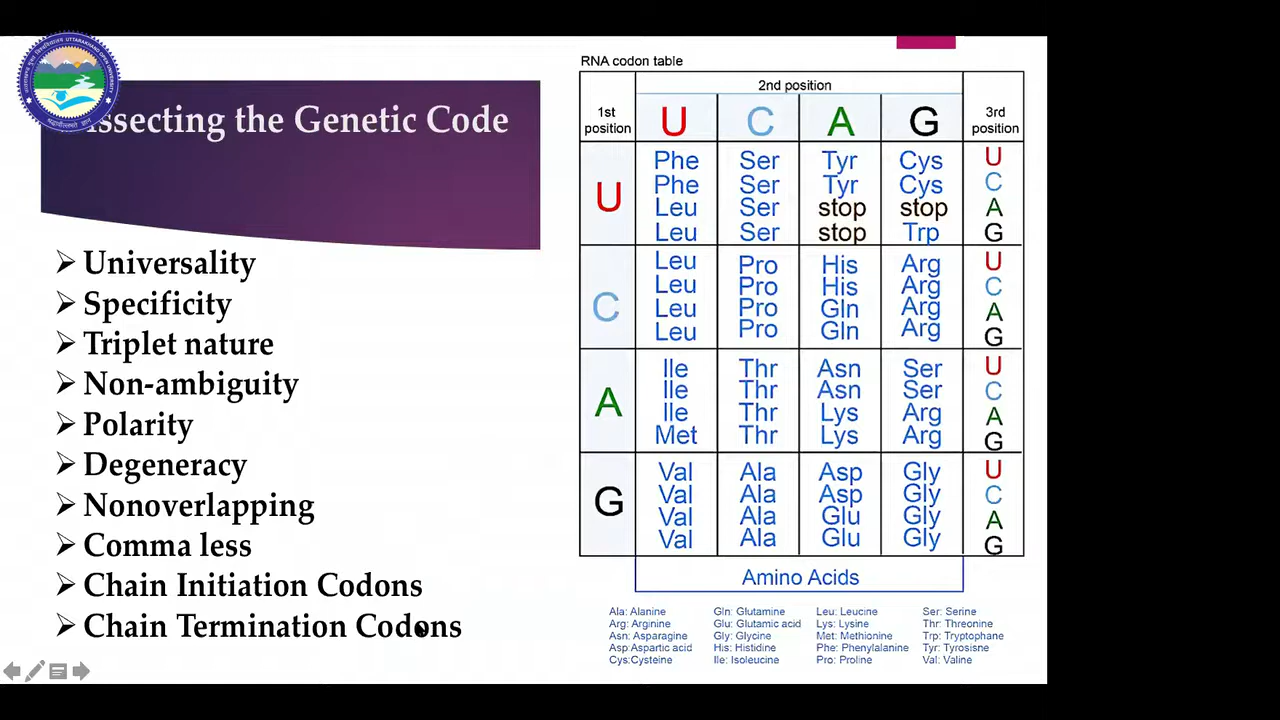 ssecting the Genetic Code
Universality
Specificity
Triplet nature
Non-ambiguity
Polarity
Degeneracy
Nonoverlapping
Comma less
Chain Initiation Codons
Chain Termination Codons
RNA codon table
2nd position
1st position U C A G 3rd position
U
Phe Ser Tyr Cys U
Phe Ser Tyr Cys C
Leu Ser stop stop A
Leu Ser stop Trp G
C
Leu Pro His Arg U
Leu Pro His Arg C
Leu Pro Gln Arg A
Leu Pro Gln Arg G
A
Ile Thr Asn Ser U
Ile Thr Asn Ser C
Ile Thr Lys Arg A
Met Thr Lys Arg G
G
Val Ala Asp Gly U
Val Ala Asp Gly C
Val Ala Glu Gly A
Val Ala Glu Gly G
Amino Acids
Ala: Alanine Gln: Glutamine Leu: Leucine Ser: Serine
Arg: Arginine Glu: Glutamic acid Lys: Lysine Thr: Threonine
Asn: Asparagine Gly: Glycine Met: Methionine Trp: Tryptophane
Asp:Aspartic acid His: Histidine Phe: Phenylalanine Tyr: Tyrosisne
Cys:Cysteine Ile: Isoleucine Pro: Proline Val: Valine